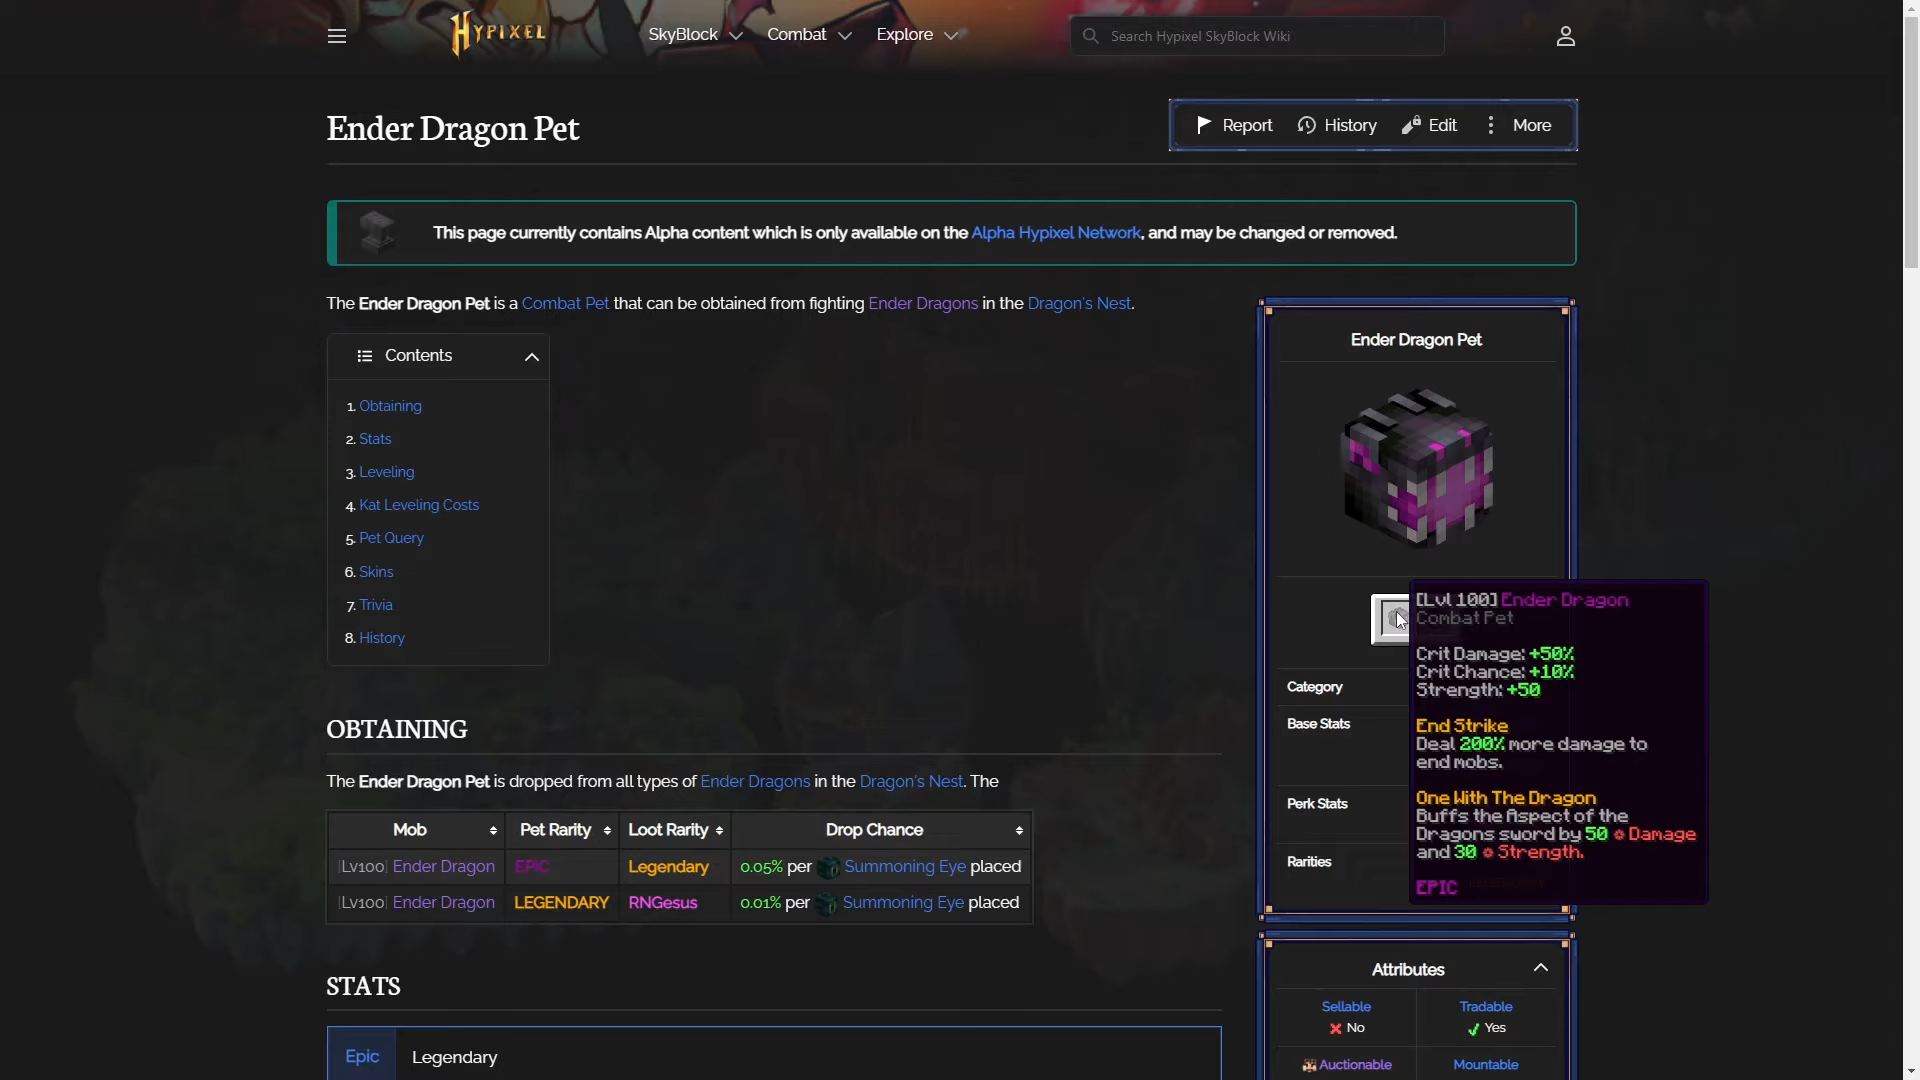 HYPIXEL
SkyBlock
Combat
Explore
Search Hypixel SkyBlock Wiki
Ender Dragon Pet
Report
History
Edit
More
This page currently contains Alpha content which is only available on the Alpha Hypixel Network, and may be changed or removed.
The Ender Dragon Pet is a Combat Pet that can be obtained from fighting Ender Dragons in the Dragon's Nest.
Contents
1. Obtaining
2. Stats
3. Leveling
4. Kat Leveling Costs
5. Pet Query
6. Skins
7. Trivia
8. History
OBTAINING
The Ender Dragon Pet is dropped from all types of Ender Dragons in the Dragon's Nest. The
Mob Pet Rarity Loot Rarity Drop Chance
[Lv100] Ender Dragon EPIC Legendary 0.05% per Summoning Eye placed
[Lv100] Ender Dragon LEGENDARY RNGesus 0.01% per Summoning Eye placed
STATS
Epic
Legendary
Ender Dragon Pet
Category
Base Stats
Perk Stats
Rarities
[Lvl 100] Ender Dragon
Combat Pet
Crit Damage: +50%
Crit Chance: +10%
Strength: +50
End Strike
Deal 200% more damage to
end mobs.
One With The Dragon
Buffs the Aspect of the
Dragons sword by 50 ❁ Damage
and 30 ❁ Strength.
EPIC
Attributes
Sellable
No
Tradable
Yes
Auctionable
Mountable